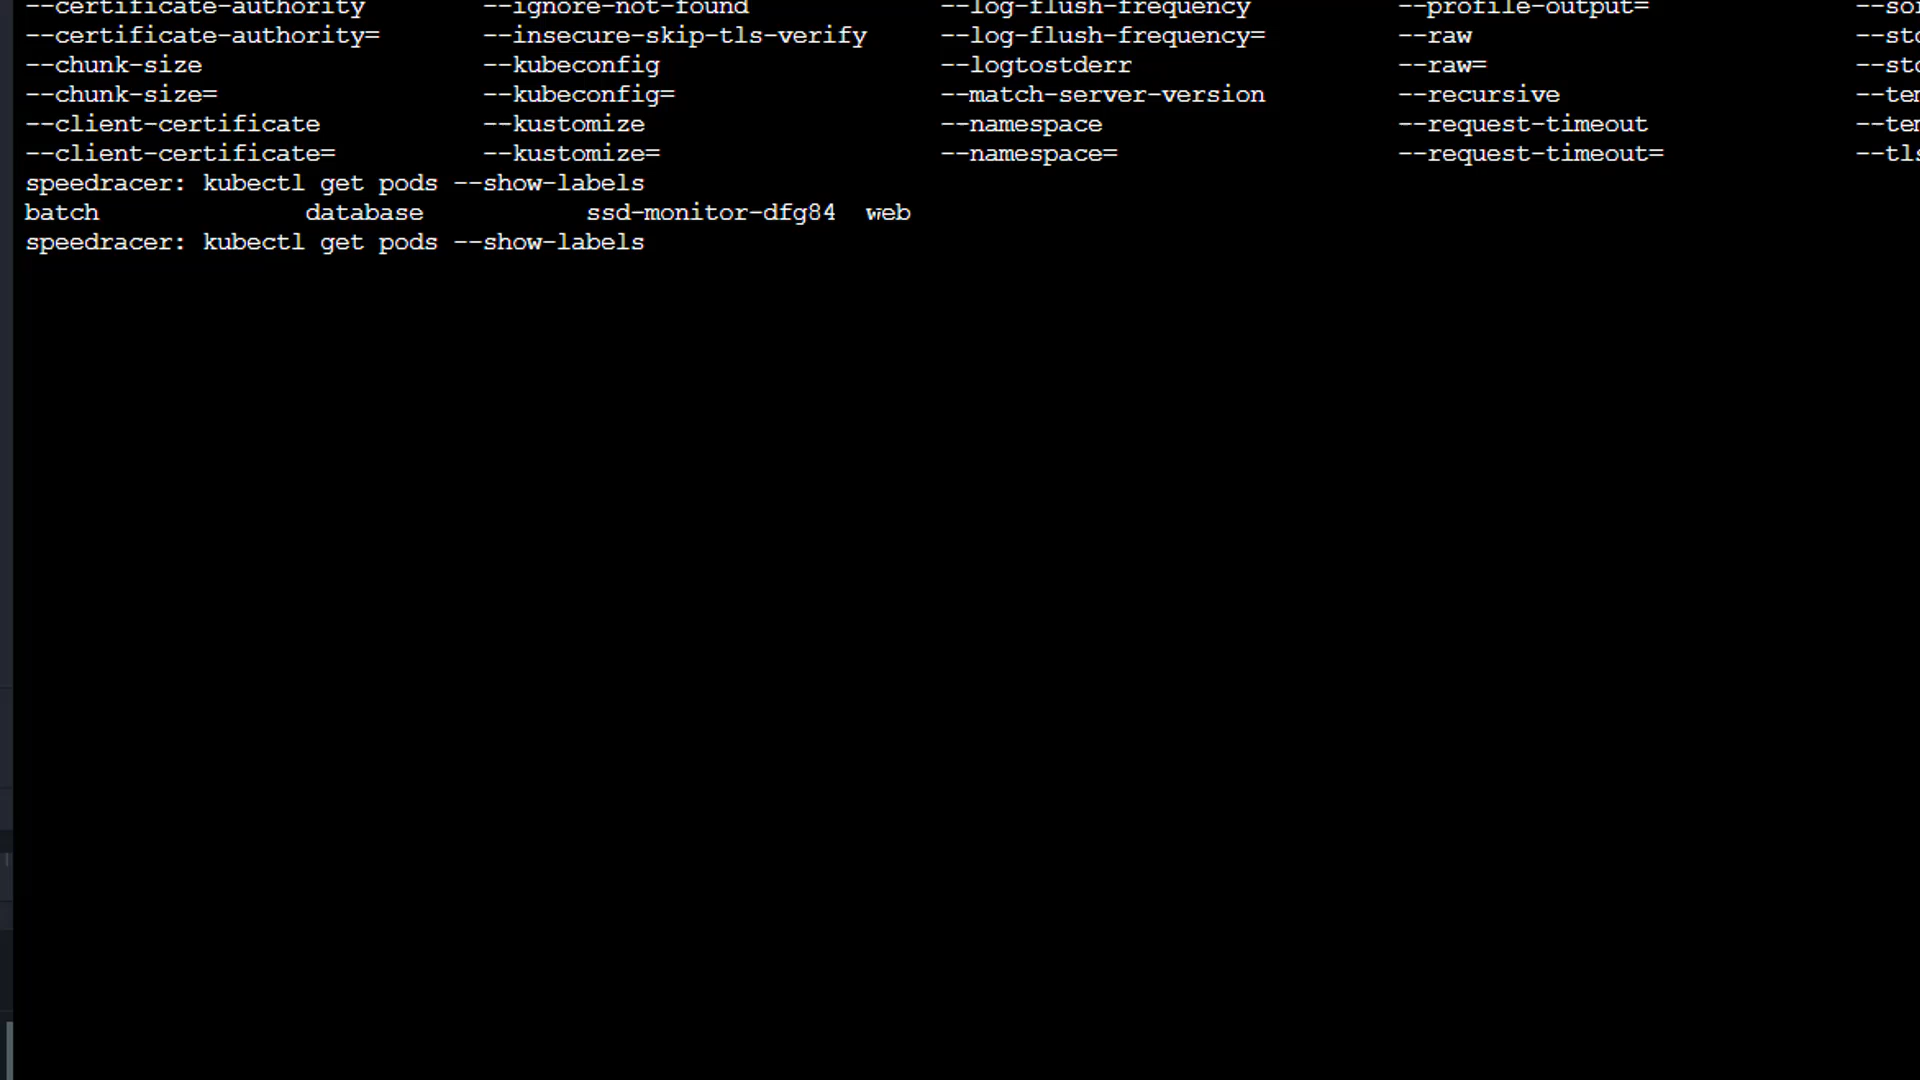 --certificate-authority --ignore-not-found --log-flush-frequency --profile-output=
--certificate-authority= --insecure-skip-tls-verify --log-flush-frequency= --raw
--chunk-size --kubeconfig --logtostderr --raw=
--chunk-size= --kubeconfig= --match-server-version --recursive
--client-certificate --kustomize --namespace --request-timeout
--client-certificate= --kustomize= --namespace= --request-timeout=
speedracer: kubectl get pods --show-labels
batch database ssd-monitor-dfg84 web
speedracer: kubectl get pods --show-labels